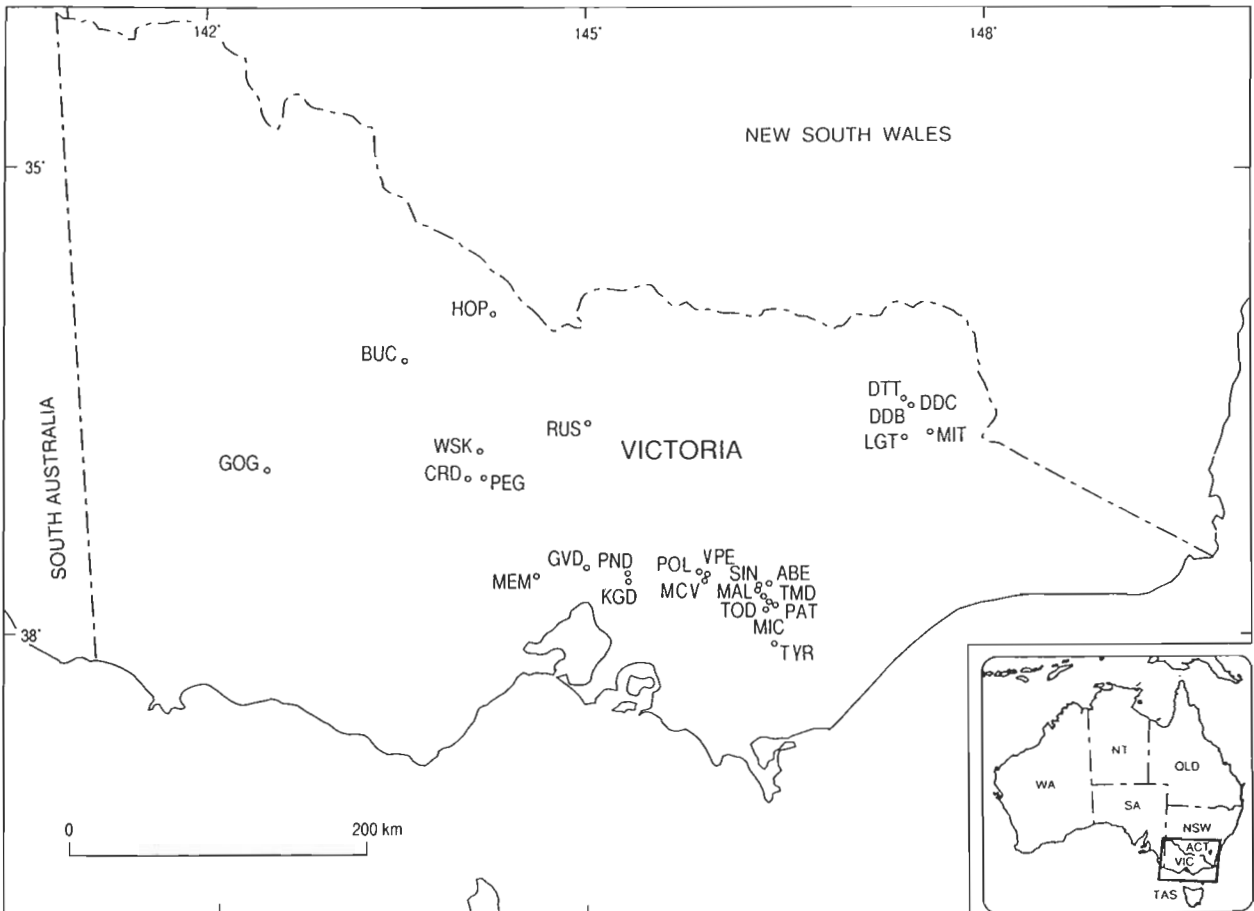 142°
145°
148°
NEW SOUTH WALES
35°
HOP
BUC
SOUTH AUSTRALIA
DTT
DDC
DDB
RUS
VICTORIA
LGT
MIT
WSK
GOG
CRD
PEG
GVD
PND
POL
VPE
MEM
SIN
ABE
KGD
MCV
MAL
TMD
TOD
PAT
MIC
38°
TYR
0
200 km
NT
QLD
WA
SA
NSW
ACT
VIC
TAS